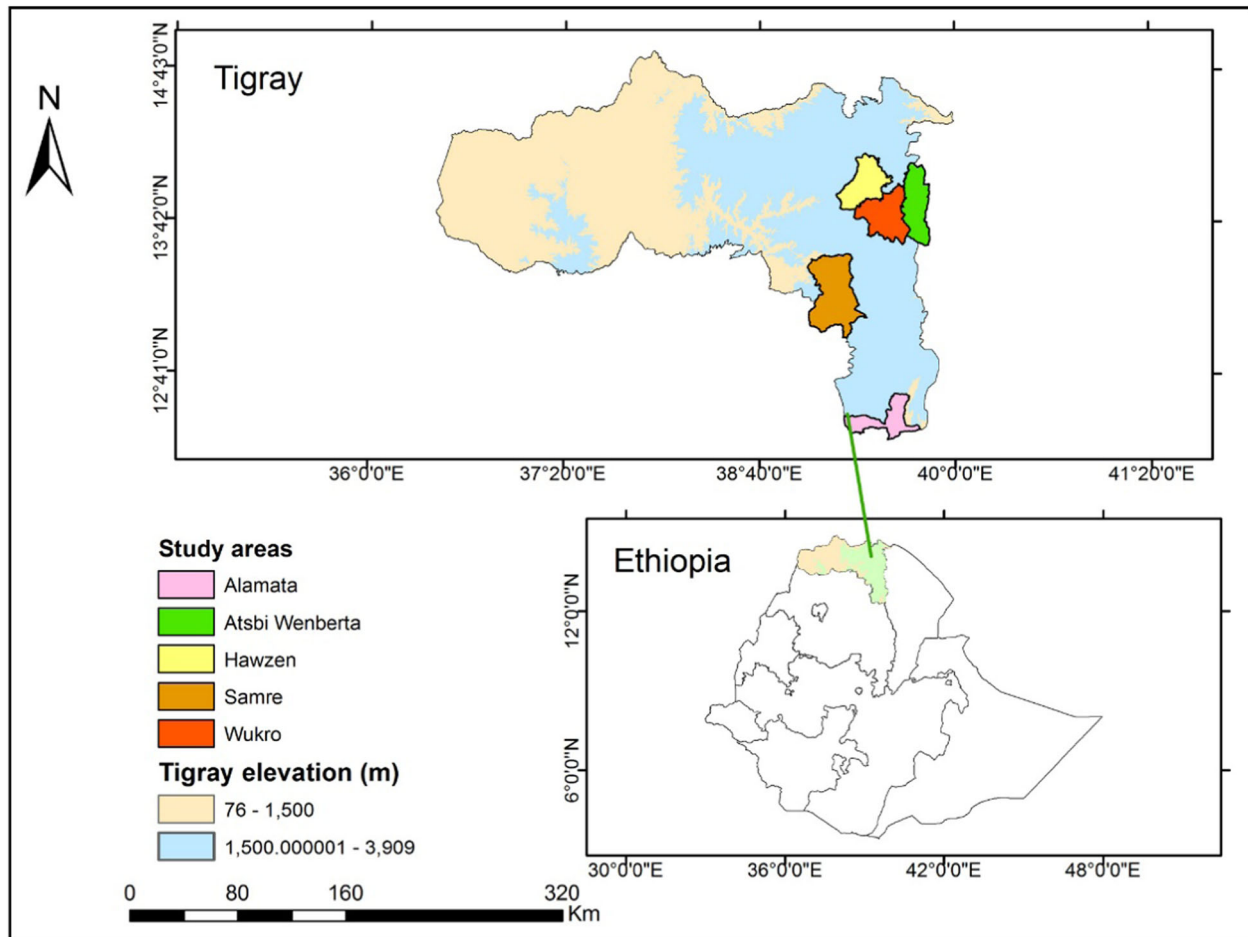 Tigray
N
14°43'0"N
13°42'0"N
12°41'0"N
36°0'0"E 37°20'0"E 38°40'0"E 40°0'0"E 41°20'0"E
Study areas
Alamata
Atsbi Wenberta
Hawzen
Samre
Wukro
Tigray elevation (m)
76 - 1,500
1,500.000001 - 3,909
0 80 160 320
Km
Ethiopia
12°0'0"N
6°0'0"N
30°0'0"E 36°0'0"E 42°0'0"E 48°0'0"E